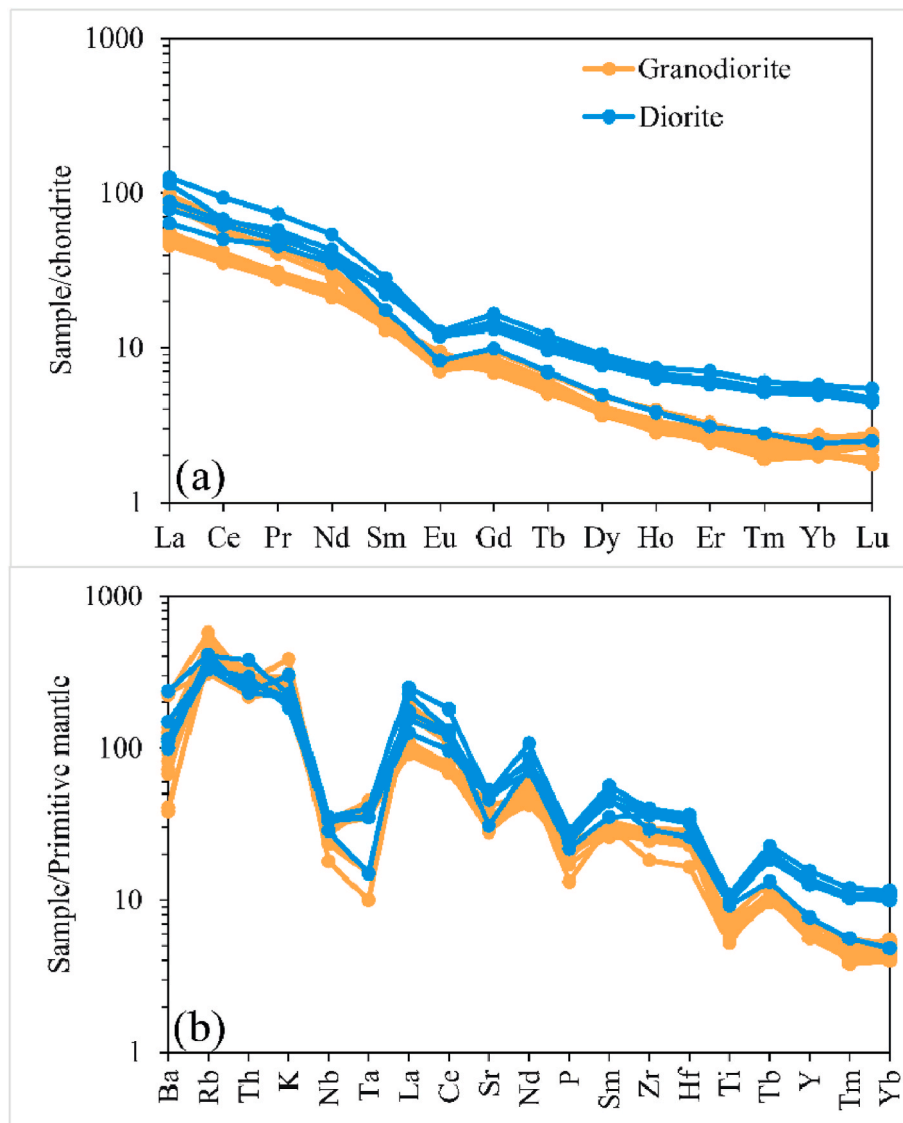 1000
Granodiorite
Diorite
100
10
1
Sample/chondrite
(a)
La Ce Pr Nd Sm Eu Gd Tb Dy Ho Er Tm Yb Lu
1000
100
10
1
Sample/Primitive mantle
(b)
Ba Rb Th K Nb Ta La Ce Sr Nd P Sm Zr Hf Ti Tb Y Tm Yb